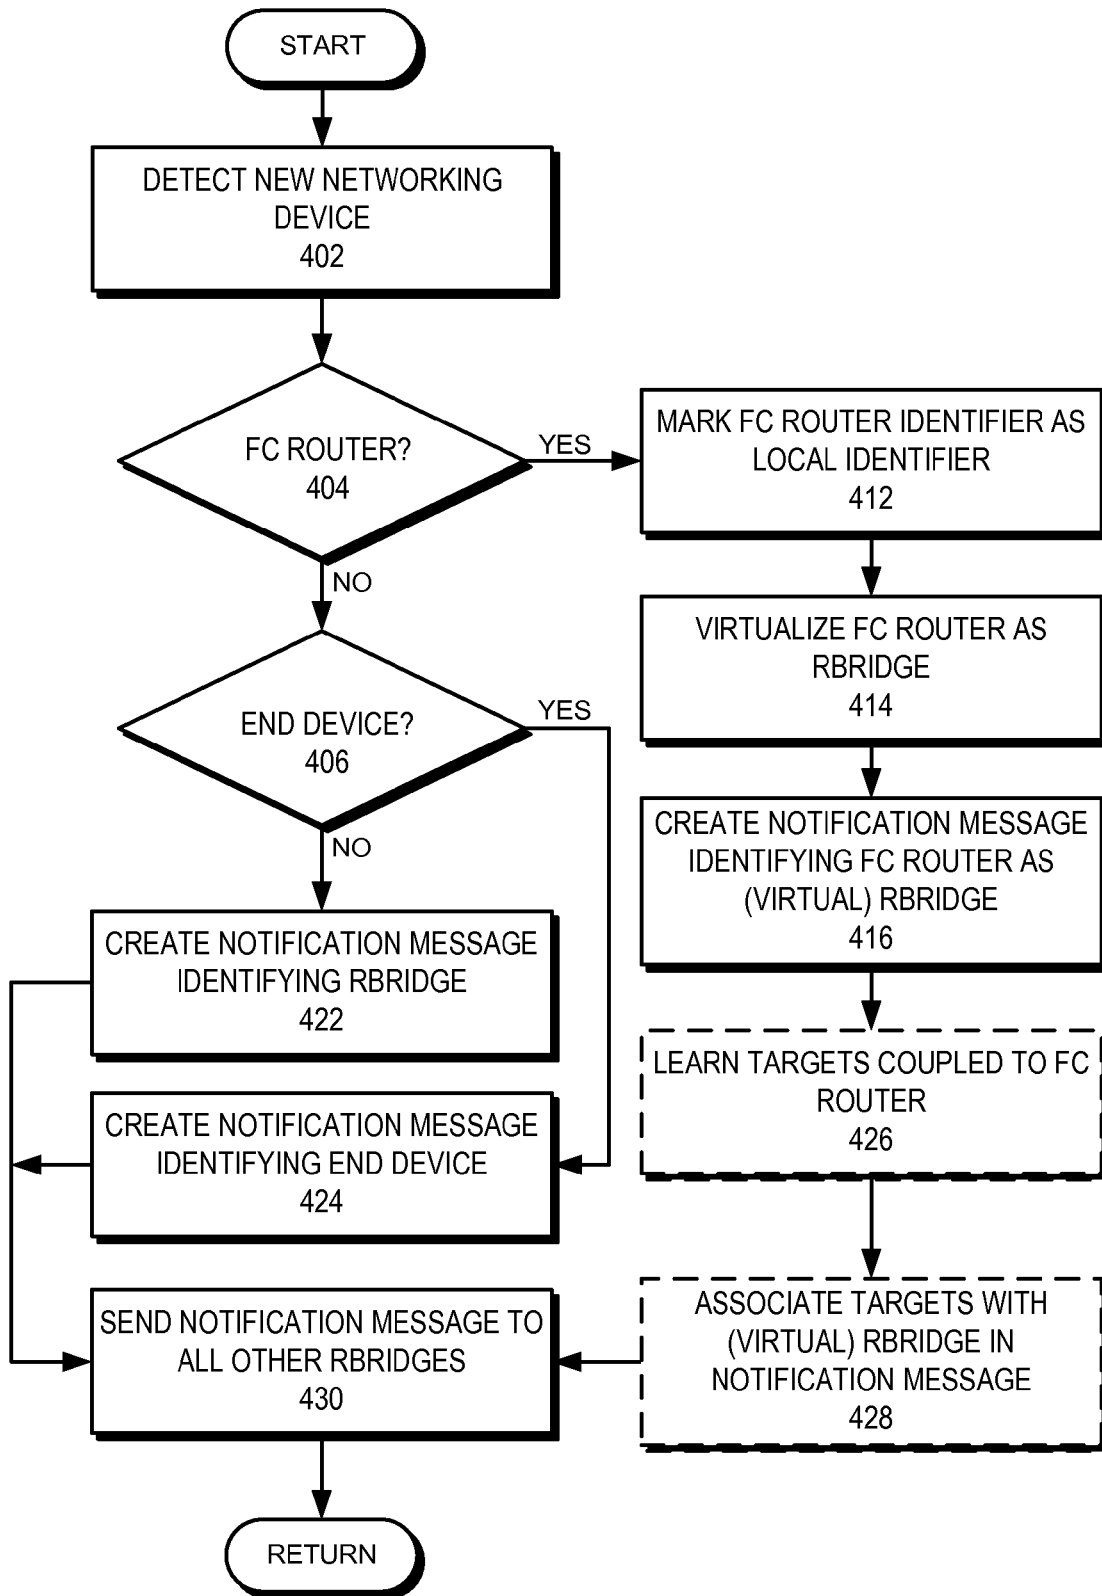 START
DETECT NEW NETWORKING
DEVICE
402
FC ROUTER?
404
YES
NO
MARK FC ROUTER IDENTIFIER AS
LOCAL IDENTIFIER
412
VIRTUALIZE FC ROUTER AS
RBRIDGE
414
END DEVICE?
406
YES
NO
CREATE NOTIFICATION MESSAGE
IDENTIFYING FC ROUTER AS
(VIRTUAL) RBRIDGE
416
CREATE NOTIFICATION MESSAGE
IDENTIFYING RBRIDGE
422
LEARN TARGETS COUPLED TO FC
ROUTER
426
CREATE NOTIFICATION MESSAGE
IDENTIFYING END DEVICE
424
ASSOCIATE TARGETS WITH
(VIRTUAL) RBRIDGE IN
NOTIFICATION MESSAGE
428
SEND NOTIFICATION MESSAGE TO
ALL OTHER RBRIDGES
430
RETURN